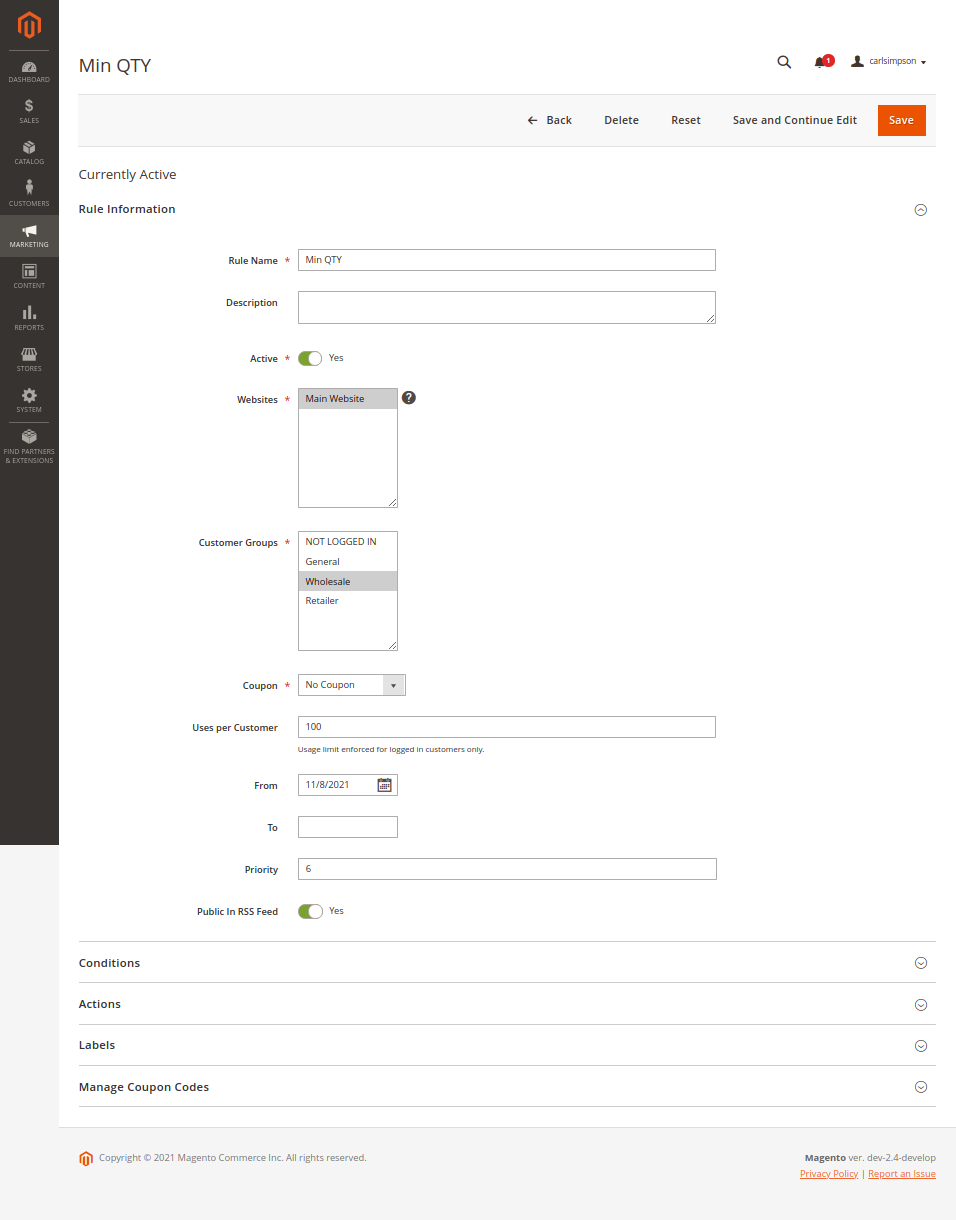 Min QTY
1
carlsimpson
DASHBOARD
SALES
CATALOG
CUSTOMERS
MARKETING
CONTENT
REPORTS
STORES
SYSTEM
FIND PARTNERS
& EXTENSIONS
Back Delete Reset Save and Continue Edit Save
Currently Active
Rule Information
Rule Name * Min QTY
Description
Active * Yes
Websites * Main Website ?
Customer Groups * NOT LOGGED IN
General
Wholesale
Retailer
Coupon * No Coupon
Uses per Customer 100
Usage limit enforced for logged in customers only.
From 11/8/2021
To
Priority 6
Public In RSS Feed Yes
Conditions
Actions
Labels
Manage Coupon Codes
Copyright © 2021 Magento Commerce Inc. All rights reserved.
Magento ver. dev-2.4-develop
Privacy Policy | Report an Issue